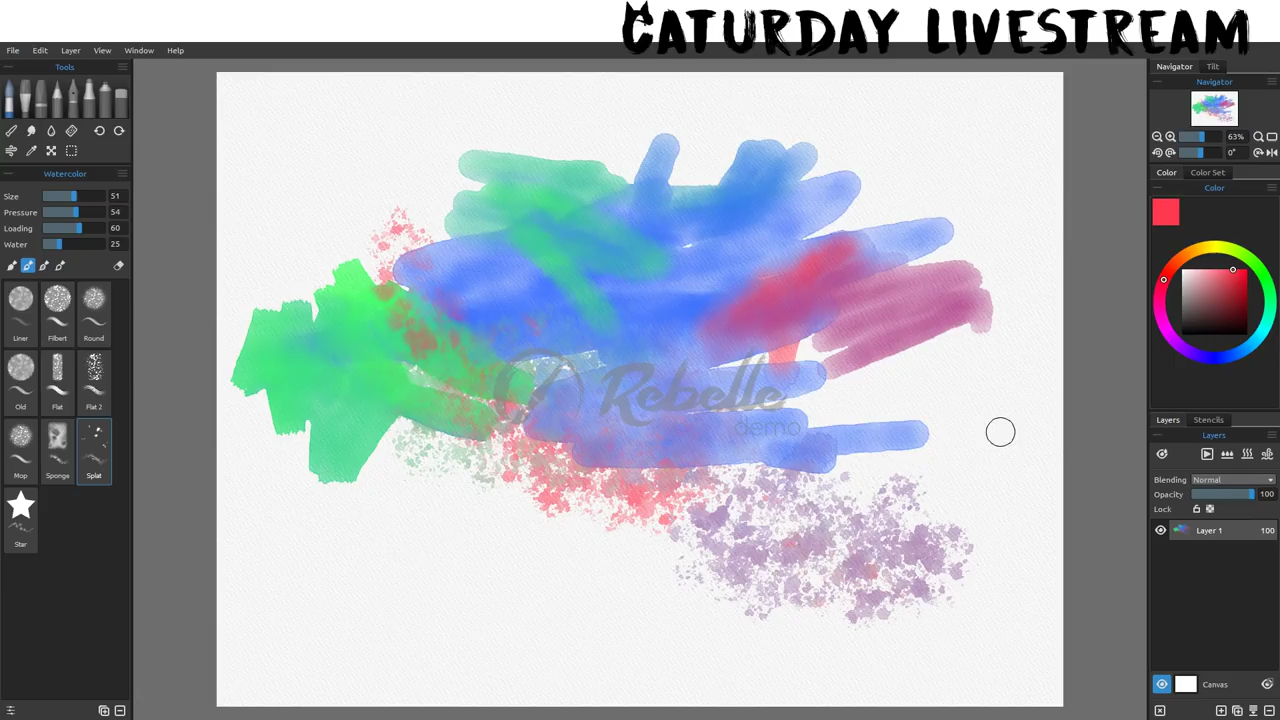 CATURDAY LIVESTREAM
File Edit Layer View Window Help
Tools
Watercolor
Size 51
Pressure 54
Loading 60
Water 25
Liner Filbert Round
Old Flat Flat 2
Mop Sponge Splat
Star
Rebelle
demo
Navigator Tilt
Navigator
63%
0°
Color Color Set
Color
Layers Stencils
Layers
Blending Normal
Opacity 100
Lock
Layer 1 100
Canvas